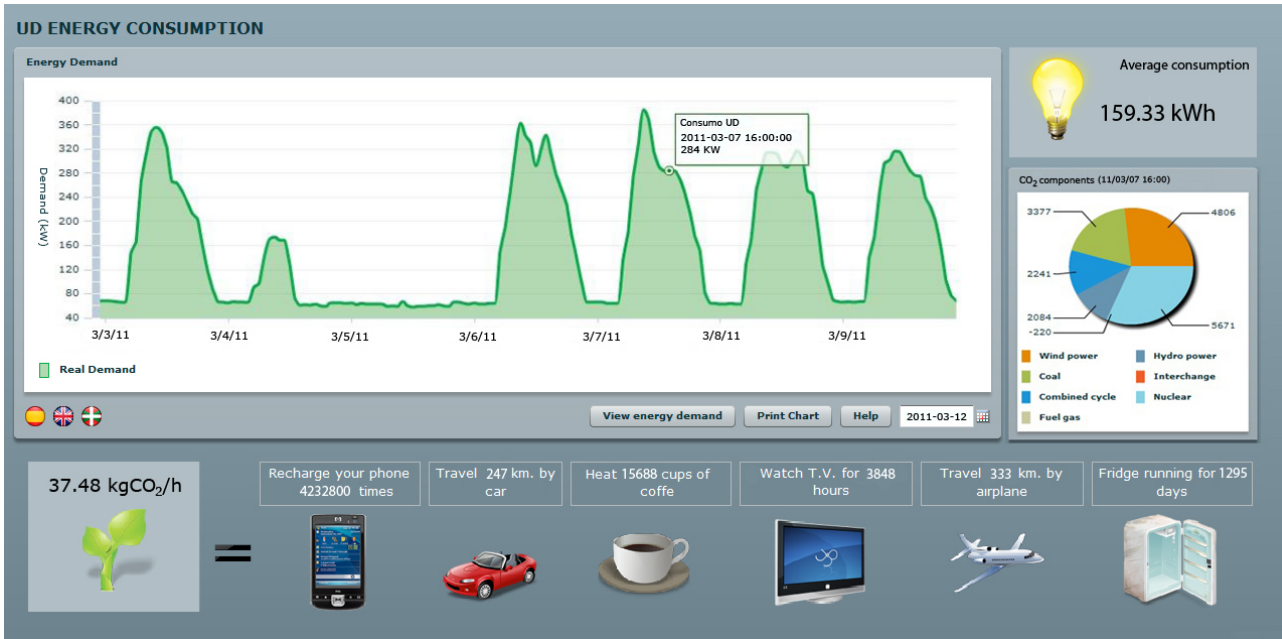 UD ENERGY CONSUMPTION
Energy Demand
400
360
320
280
240
200
160
120
80
40
Demand (kW)
Consumo UD
2011-03-07 16:00:00
284 KW
3/3/11
3/4/11
3/5/11
3/6/11
3/7/11
3/8/11
3/9/11
Real Demand
View energy demand
Print Chart
Help
2011-03-12
Average consumption
159.33 kWh
CO2 components (11/03/07 16:00)
3377
4806
2241
2084
-220
5671
Wind power
Hydro power
Coal
Interchange
Combined cycle
Nuclear
Fuel gas
37.48 kgCO2/h
=
Recharge your phone
4232800 times
Travel 247 km. by
car
Heat 15688 cups of
coffe
Watch T.V. for 3848
hours
Travel 333 km. by
airplane
Fridge running for 1295
days